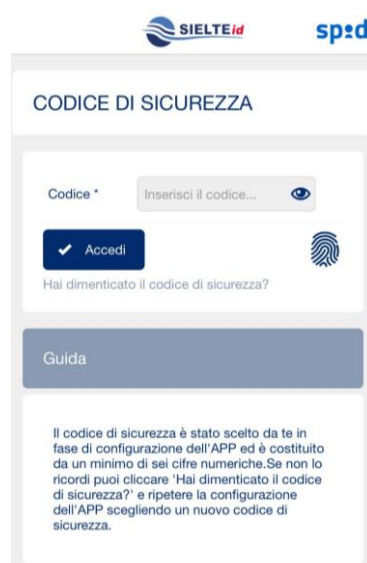 SIELTEid
spid
CODICE DI SICUREZZA
Codice *
Inserisci il codice...
Accedi
Hai dimenticato il codice di sicurezza?
Guida
Il codice di sicurezza è stato scelto da te in
fase di configurazione dell'APP ed è costituito
da un minimo di sei cifre numeriche.Se non lo
ricordi puoi cliccare 'Hai dimenticato il codice
di sicurezza?' e ripetere la configurazione
dell'APP scegliendo un nuovo codice di
sicurezza.